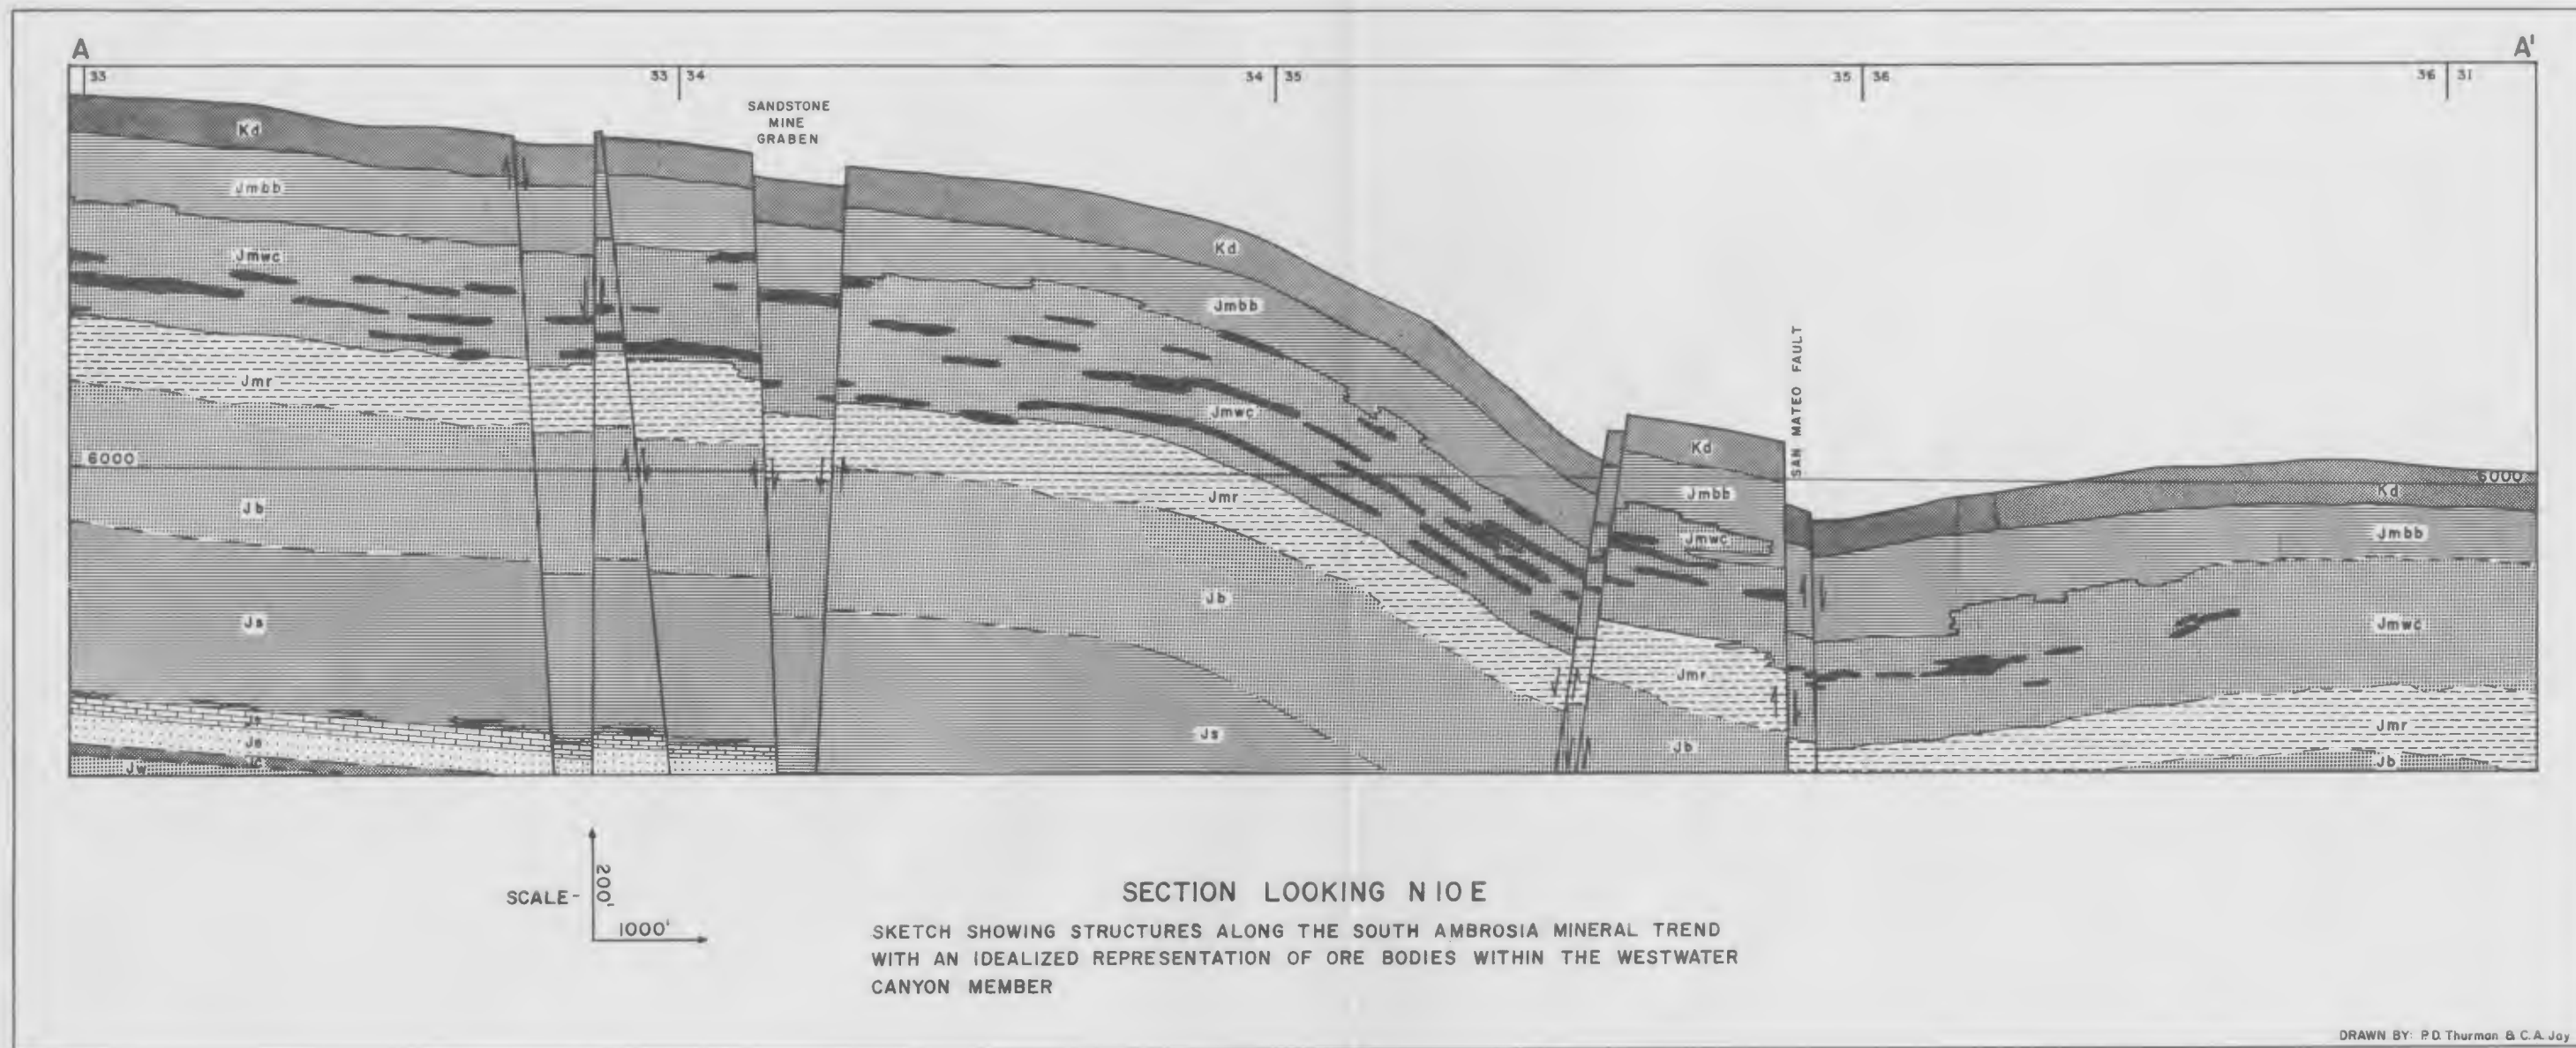 A
A'
33
33 34
34 35
35 36
36 31
SANDSTONE
MINE
GRABEN
Kd
Jmbb
Jmwc
Jmr
6000
Jb
Js
Je
Kd
Jmbb
Jmwc
Jmr
Jb
Js
SAN MATEO FAULT
Kd
Jmbb
Jmwc
Jmr
Jb
6000
Kd
Jmbb
Jmwc
Jmr
Jb
SCALE-
200'
1000'
SECTION LOOKING N10E
SKETCH SHOWING STRUCTURES ALONG THE SOUTH AMBROSIA MINERAL TREND
WITH AN IDEALIZED REPRESENTATION OF ORE BODIES WITHIN THE WESTWATER
CANYON MEMBER
DRAWN BY: P.D. Thurman & C.A. Jay